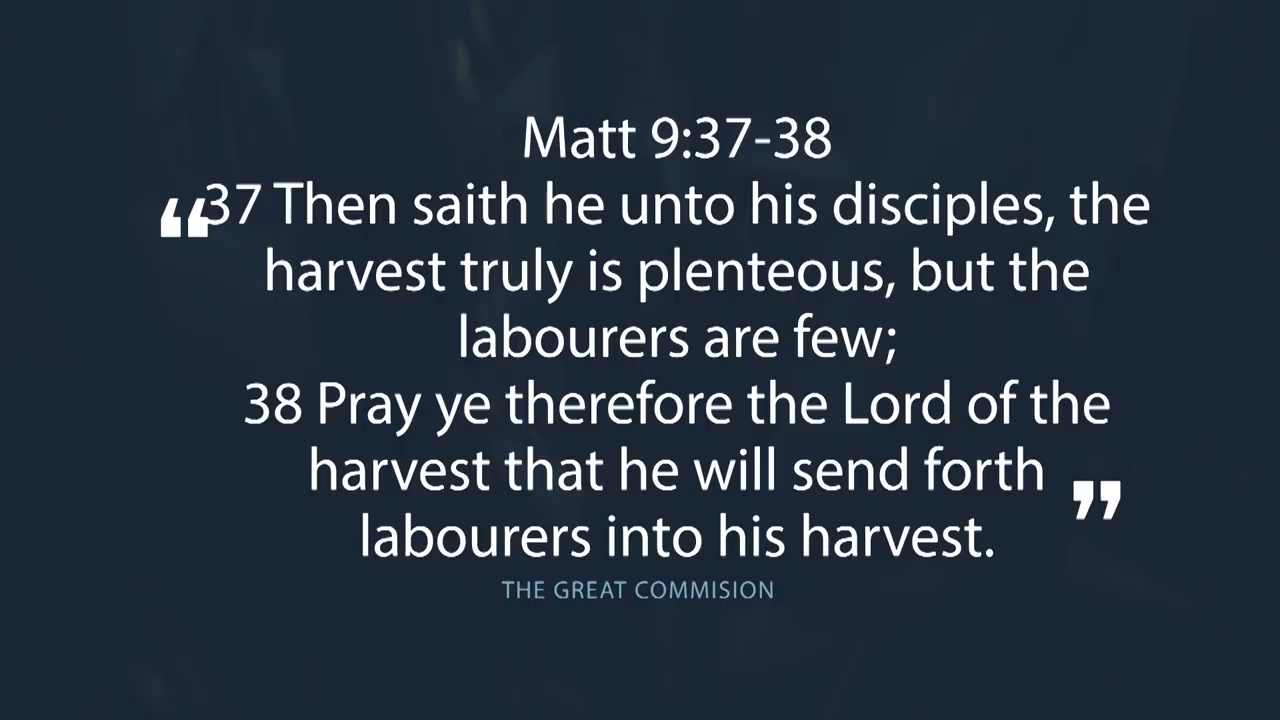 Matt 9:37-38
“37 Then saith he unto his disciples, the
harvest truly is plenteous, but the
labourers are few;
38 Pray ye therefore the Lord of the
harvest that he will send forth
labourers into his harvest.”
THE GREAT COMMISION